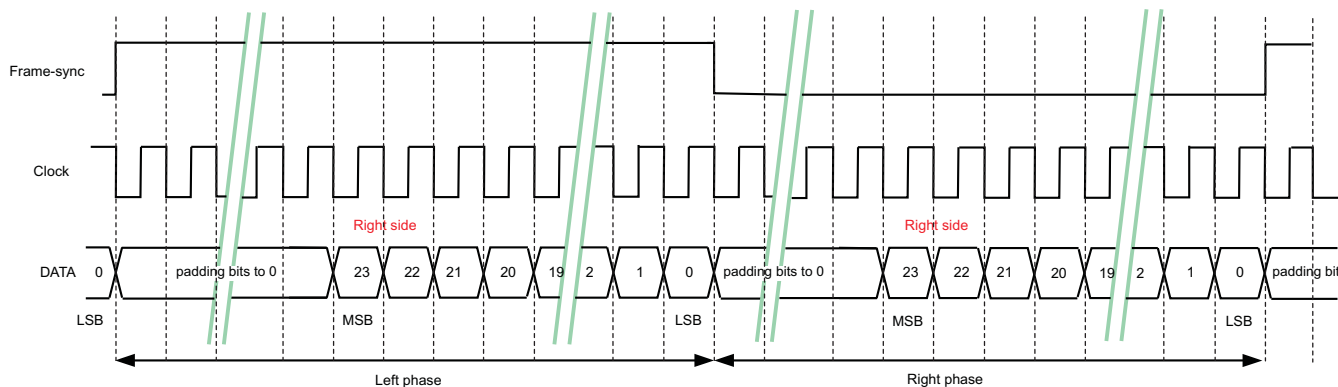 Frame-sync
Clock
Right side Right side
DATA 0 padding bits to 0 23 22 21 20 19 2 1 0 padding bits to 0 23 22 21 20 19 2 1 0 padding bit
LSB MSB LSB MSB LSB
Left phase Right phase